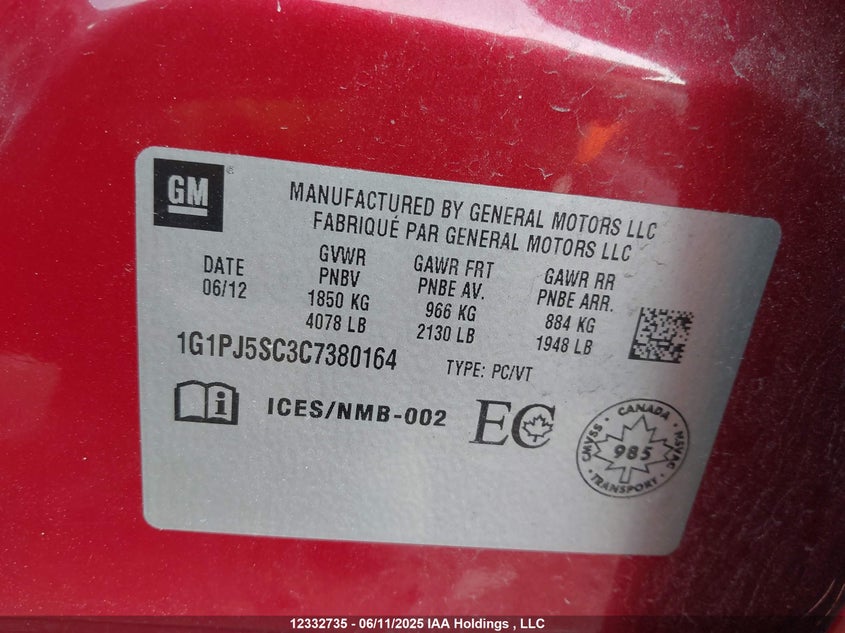 GM
MANUFACTURED BY GENERAL MOTORS LLC
FABRIQUÉ PAR GENERAL MOTORS LLC
DATE
06/12
GVWR
PNBV
1850 KG
4078 LB
GAWR FRT
PNBE AV.
966 KG
2130 LB
GAWR RR
PNBE ARR.
884 KG
1948 LB
1G1PJ5SC3C7380164
TYPE: PC/VT
ICES/NMB-002
EC
CANADA
CMVSS
985
NSVAC
TRANSPORT
12332735 - 06/11/2025 IAA Holdings , LLC